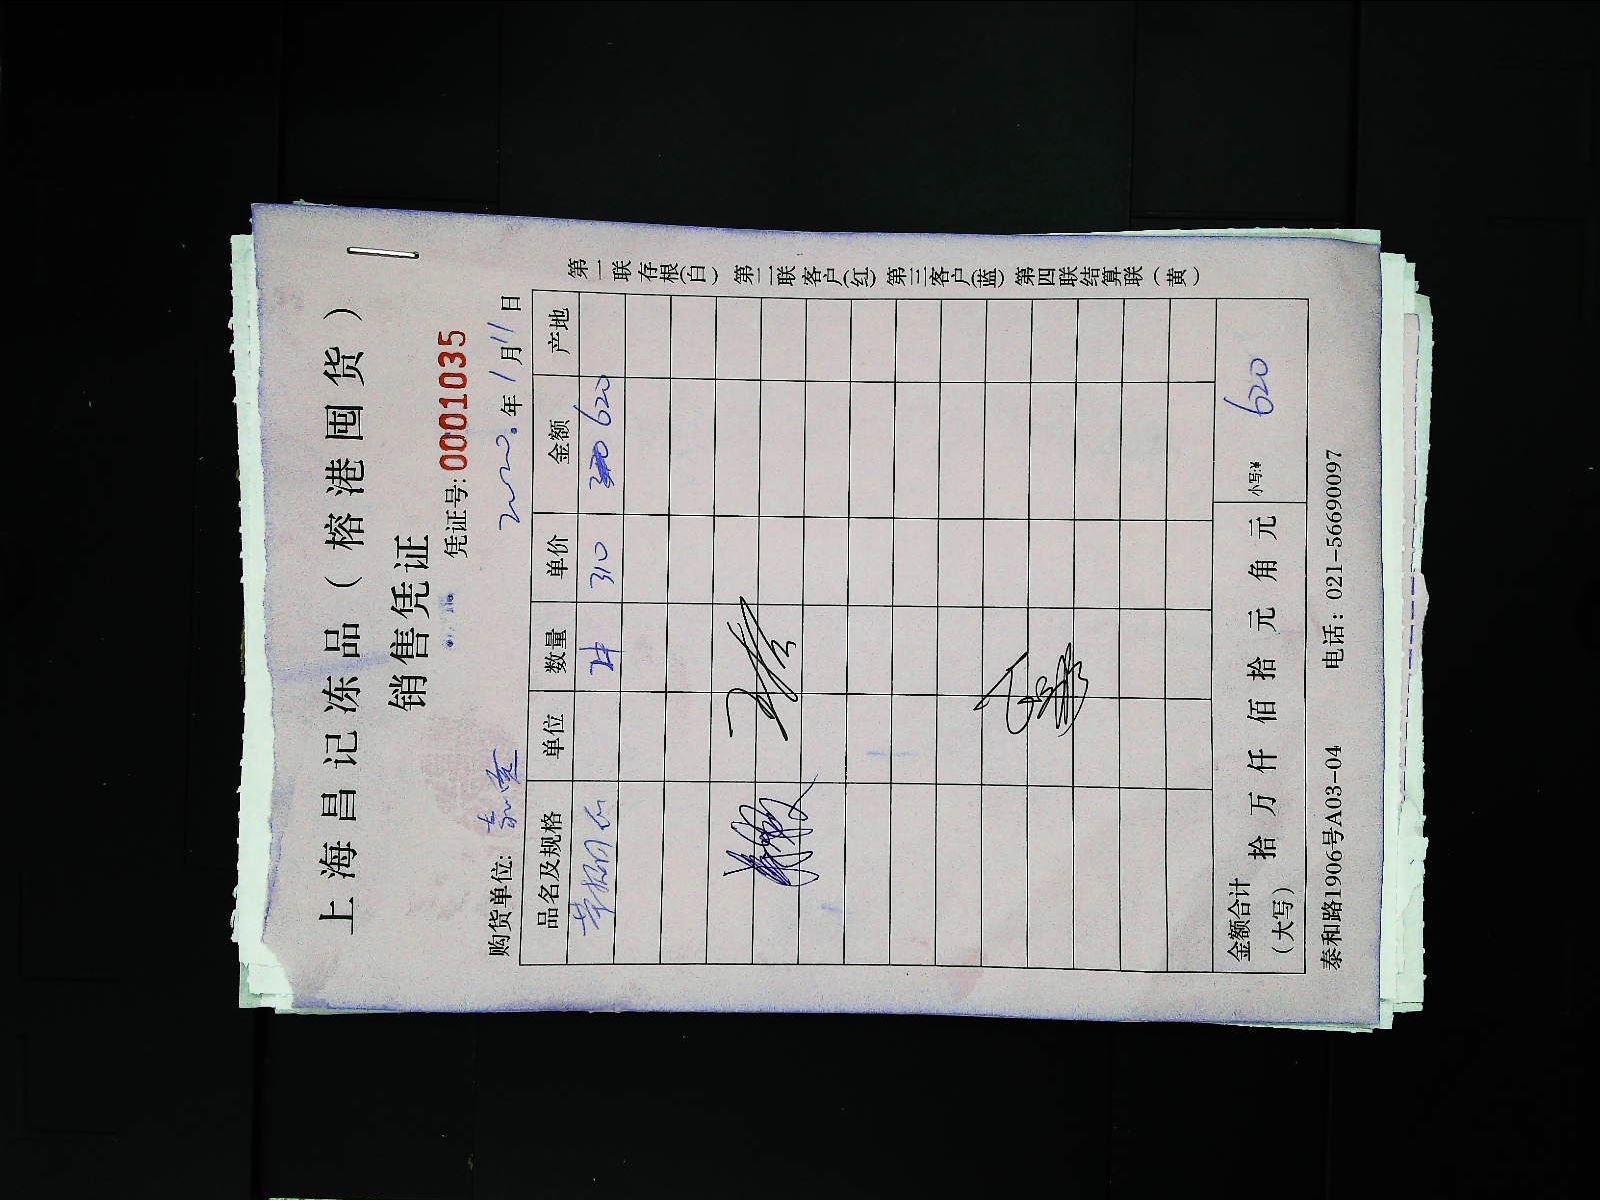 上海昌记冻品（榕港囤货）
销售凭证
凭证号: 0001035
购货单位: 2020.年1月11日
品名及规格 单位 数量 单价 金额 产地
310 620
金额合计（大写） 拾 万 仟 佰 拾 元 角 元 小写:¥ 620
泰和路1906号A03-04 电话：021-56690097
第一联 存根(白) 第二联 客户(红) 第三客户(蓝) 第四联结算联（黄）